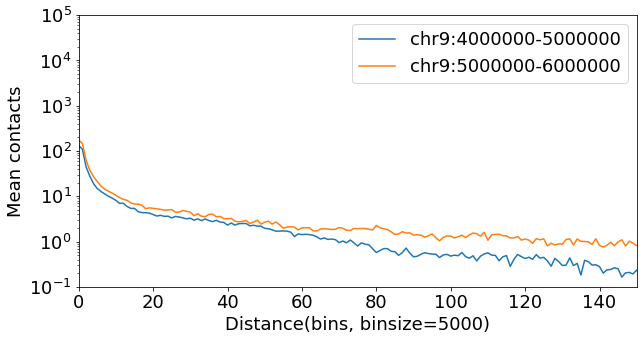 10^5
10^4
10^3
10^2
10^1
10^0
10^−1
Mean contacts
chr9:4000000-5000000
chr9:5000000-6000000
0 20 40 60 80 100 120 140
Distance(bins, binsize=5000)